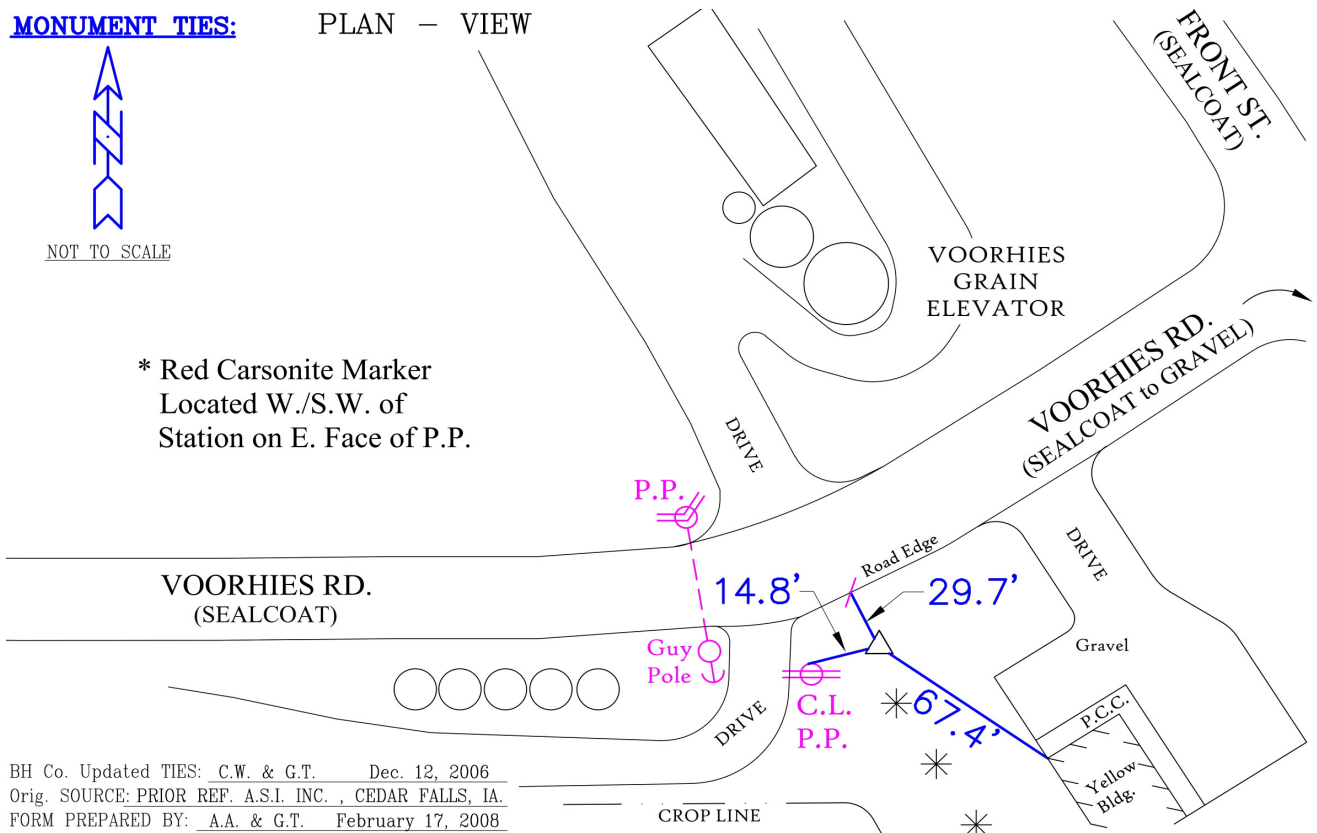 MONUMENT TIES:
PLAN – VIEW
NOT TO SCALE
FRONT ST.
(SEALCOAT)
VOORHIES
GRAIN
ELEVATOR
VOORHIES RD.
(SEALCOAT to GRAVEL)
* Red Carsonite Marker
Located W./S.W. of
Station on E. Face of P.P.
DRIVE
P.P.
Road Edge
DRIVE
VOORHIES RD.
(SEALCOAT)
14.8'
29.7'
Guy
Pole
Gravel
C.L.
P.P.
67.4'
DRIVE
P.C.C.
Yellow
Bldg.
CROP LINE
BH Co. Updated TIES: C.W. & G.T. Dec. 12, 2006
Orig. SOURCE: PRIOR REF. A.S.I. INC. , CEDAR FALLS, IA.
FORM PREPARED BY: A.A. & G.T. February 17, 2008